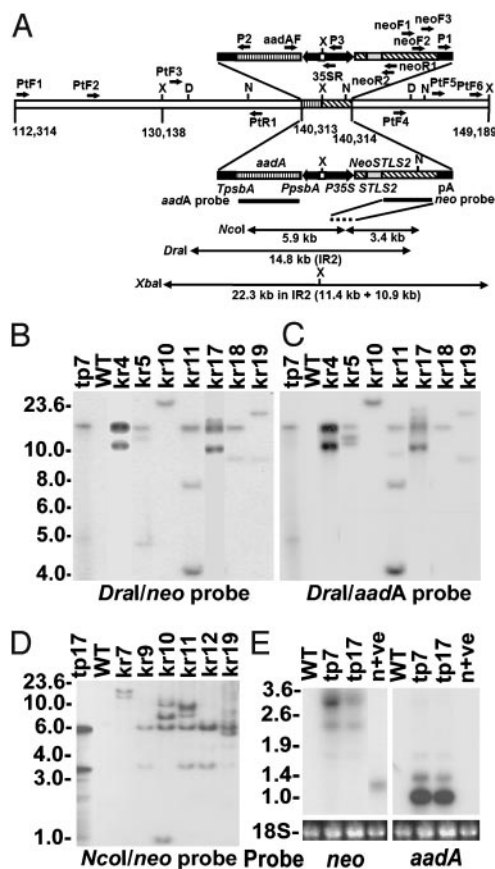 A
P2 aadAF X P3 neoF1 neoF3 neoF2 P1
35SR neoR2 neoR1
PtF1 PtF2 PtF3 X D N PtR1 N D N PtF5 PtF6 X PtF4
112,314 130,138 140,313 140,314 149,189
aadA X NeoSTLS2 N
TpsbA PpsbA P35S STLS2 pA
aadA probe neo probe
NcoI 5.9 kb 3.4 kb
DraI 14.8 kb (IR2)
XbaI X
22.3 kb in IR2 (11.4 kb + 10.9 kb)
B
tp7 WT kr4 kr5 kr10 kr11 kr17 kr18 kr19
23.6-
10.0-
8.0-
6.0-
5.0-
4.0-
DraI/neo probe
C
tp7 WT kr4 kr5 kr10 kr11 kr17 kr18 kr19
DraI/aadA probe
D
tp17 WT kr7 kr9 kr10 kr11 kr12 kr19
23.6-
6.0-
4.0-
3.0-
1.0-
NcoI/neo probe
E
WT tp7 tp17 n+ve WT tp7 tp17 n+ve
3.6-
2.6-
1.9-
1.4-
1.0-
18S-
Probe neo aadA